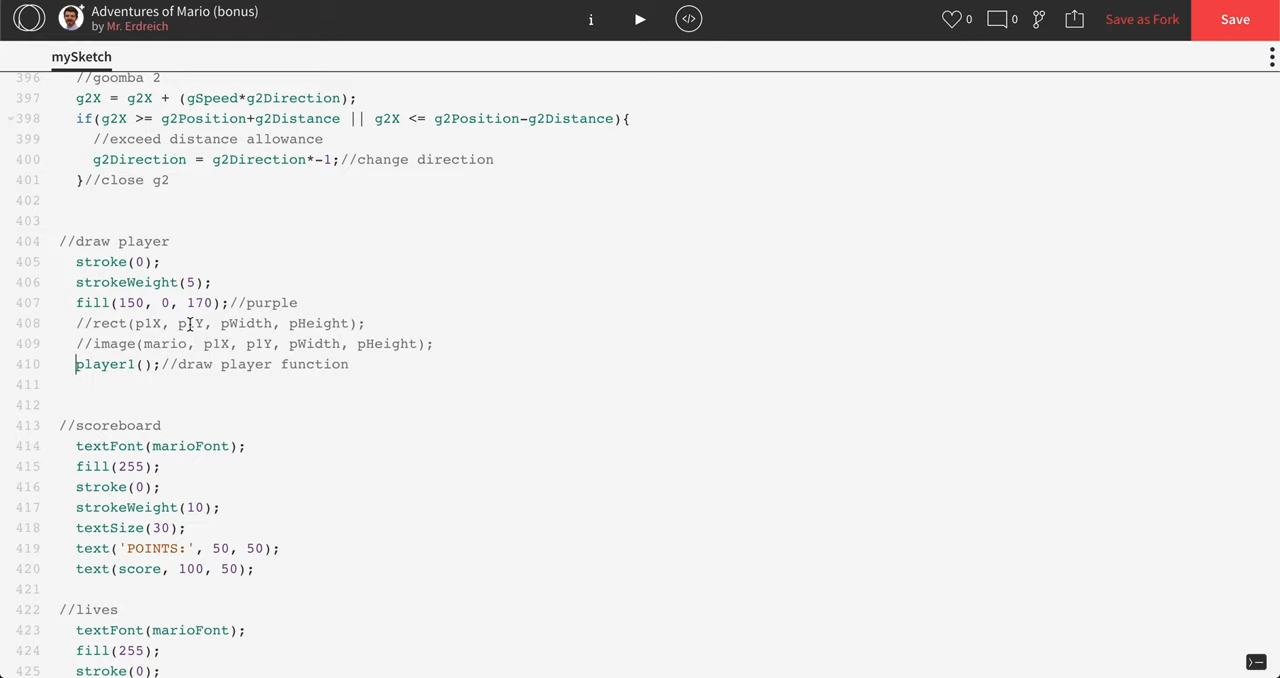 Adventures of Mario (bonus)
by Mr. Erdreich
i
</>
0
0
Save as Fork
Save
mySketch
396 //goomba 2
397 g2X = g2X + (gSpeed*g2Direction);
398 if(g2X >= g2Position+g2Distance || g2X <= g2Position-g2Distance){
399 //exceed distance allowance
400 g2Direction = g2Direction*-1;//change direction
401 }//close g2
402
403
404 //draw player
405 stroke(0);
406 strokeWeight(5);
407 fill(150, 0, 170);//purple
408 //rect(p1X, p1Y, pWidth, pHeight);
409 //image(mario, p1X, p1Y, pWidth, pHeight);
410 player1();//draw player function
411
412
413 //scoreboard
414 textFont(marioFont);
415 fill(255);
416 stroke(0);
417 strokeWeight(10);
418 textSize(30);
419 text('POINTS:', 50, 50);
420 text(score, 100, 50);
421
422 //lives
423 textFont(marioFont);
424 fill(255);
425 stroke(0);